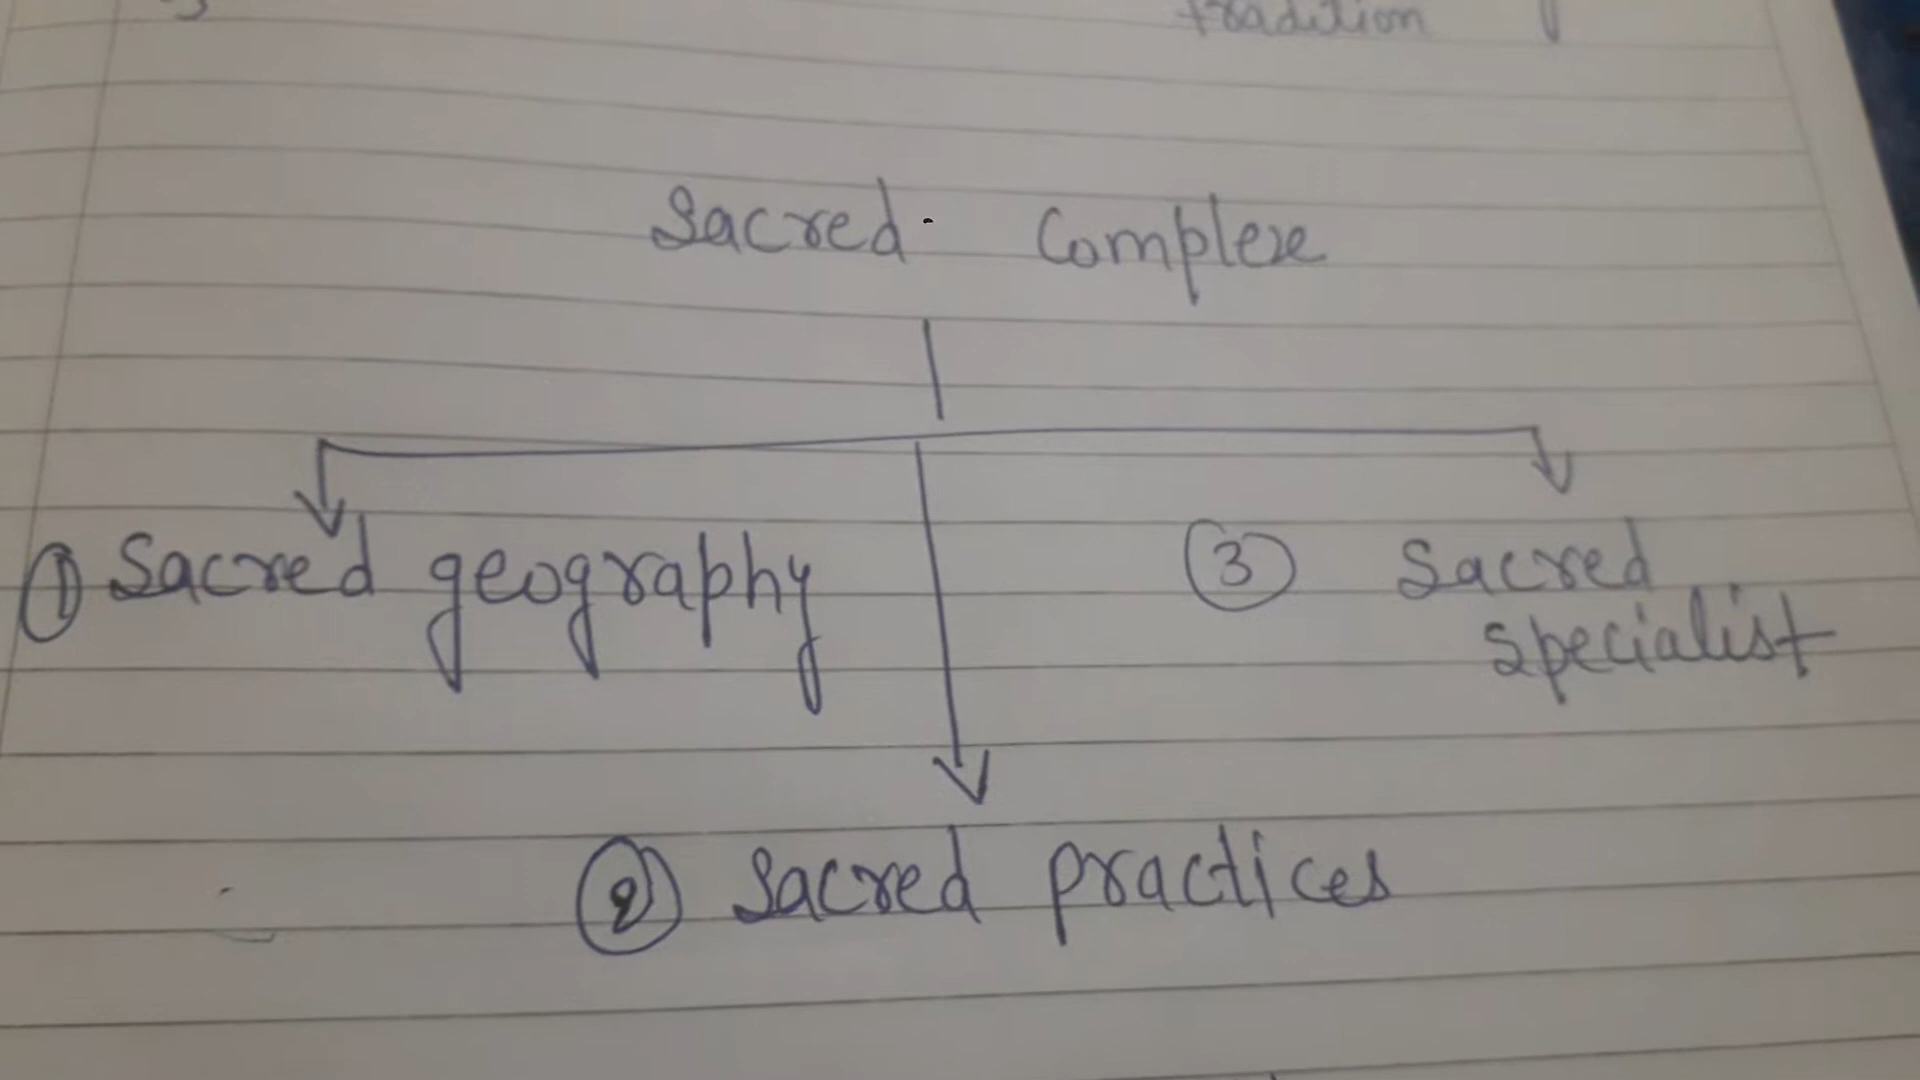 tradition
Sacred Complex
① Sacred geography
③ Sacred
specialist
② Sacred practices